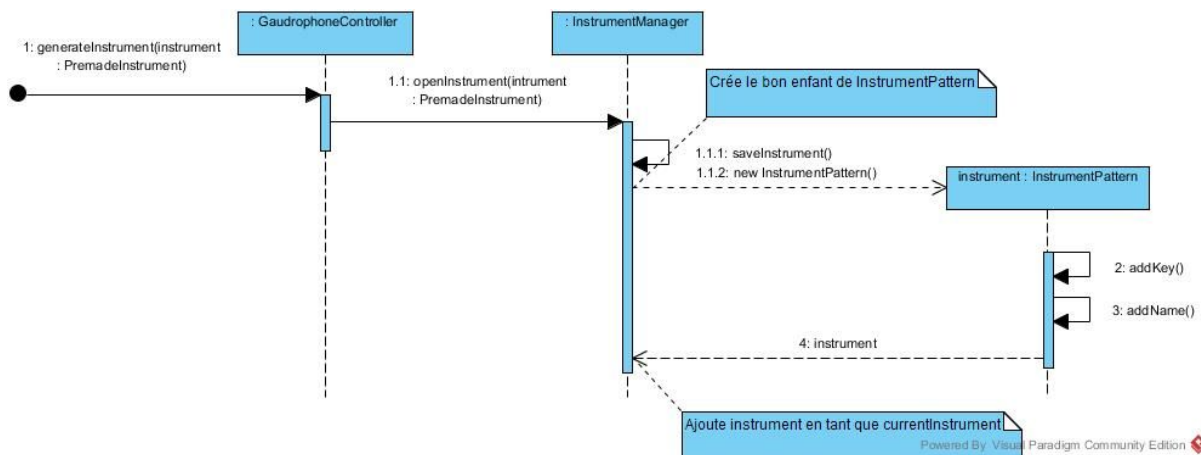 : GaudrophoneController
: InstrumentManager
1: generateInstrument(instrument
: PremadeInstrument)
1.1: openInstrument(intrument
: PremadeInstrument)
Crée le bon enfant de InstrumentPattern
1.1.1: saveInstrument()
1.1.2: new InstrumentPattern()
instrument : InstrumentPattern
2: addKey()
3: addName()
4: instrument
Ajoute instrument en tant que currentInstrument
Powered By Visual Paradigm Community Edition